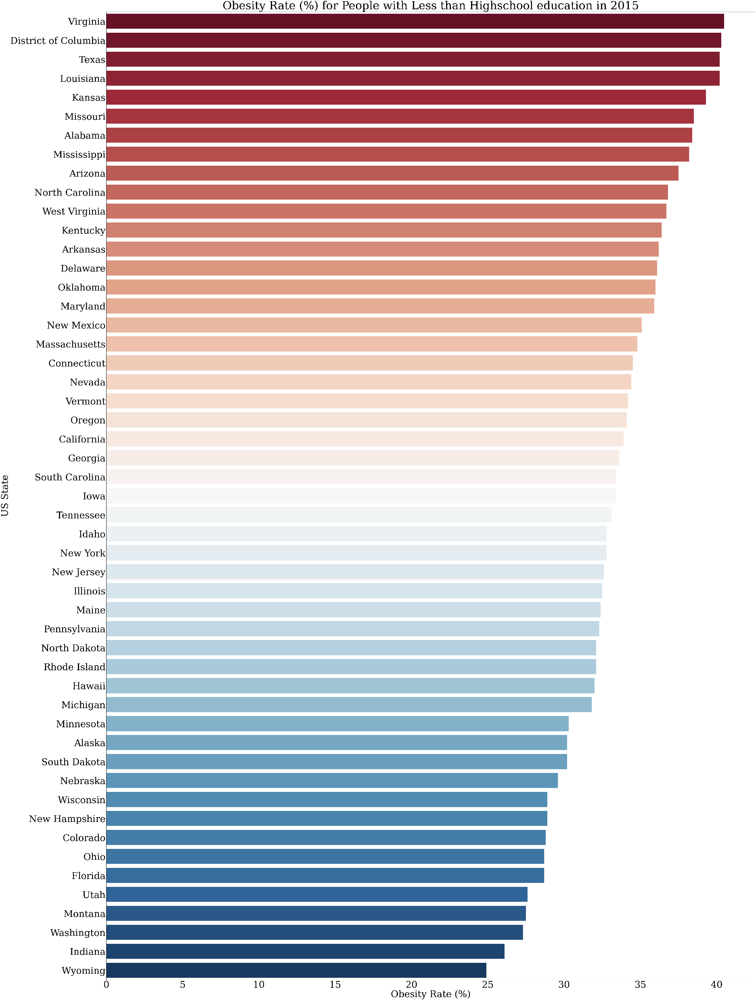 Obesity Rate (%) for People with Less than Highschool education in 2015
Virginia
District of Columbia
Texas
Louisiana
Kansas
Missouri
Alabama
Mississippi
Arizona
North Carolina
West Virginia
Kentucky
Arkansas
Delaware
Oklahoma
Maryland
New Mexico
Massachusetts
Connecticut
Nevada
Vermont
Oregon
California
Georgia
South Carolina
Iowa
Tennessee
Idaho
New York
New Jersey
Illinois
Maine
Pennsylvania
North Dakota
Rhode Island
Hawaii
Michigan
Minnesota
Alaska
South Dakota
Nebraska
Wisconsin
New Hampshire
Colorado
Ohio
Florida
Utah
Montana
Washington
Indiana
Wyoming
US State
0 5 10 15 20 25 30 35 40
Obesity Rate (%)